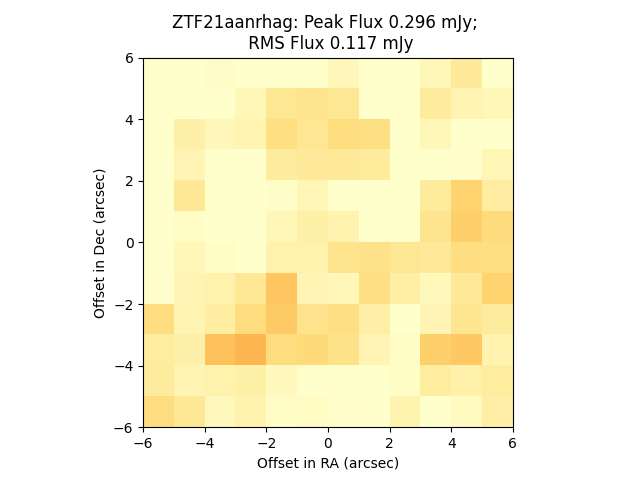 ZTF21aanrhag: Peak Flux 0.296 mJy;
RMS Flux 0.117 mJy
6
4
2
0
−2
−4
−6
Offset in Dec (arcsec)
−6 −4 −2 0 2 4 6
Offset in RA (arcsec)